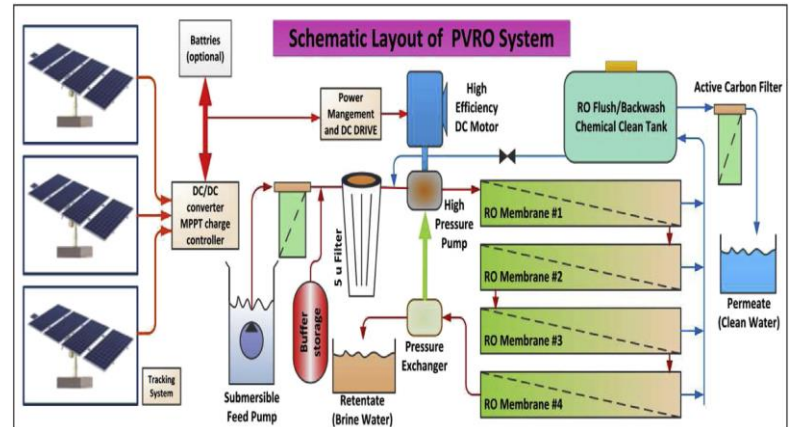 Schematic Layout of PVRO System
Battries
(optional)
Power
Mangement
and DC DRIVE
High
Efficiency
DC Motor
RO Flush/Backwash
Chemical Clean Tank
Active Carbon Filter
DC/DC
converter
MPPT charge
controller
5 u Filter
High
Pressure
Pump
RO Membrane #1
RO Membrane #2
RO Membrane #3
RO Membrane #4
Buffer
storage
Pressure
Exchanger
Permeate
(Clean Water)
Tracking
System
Submersible
Feed Pump
Retentate
(Brine Water)